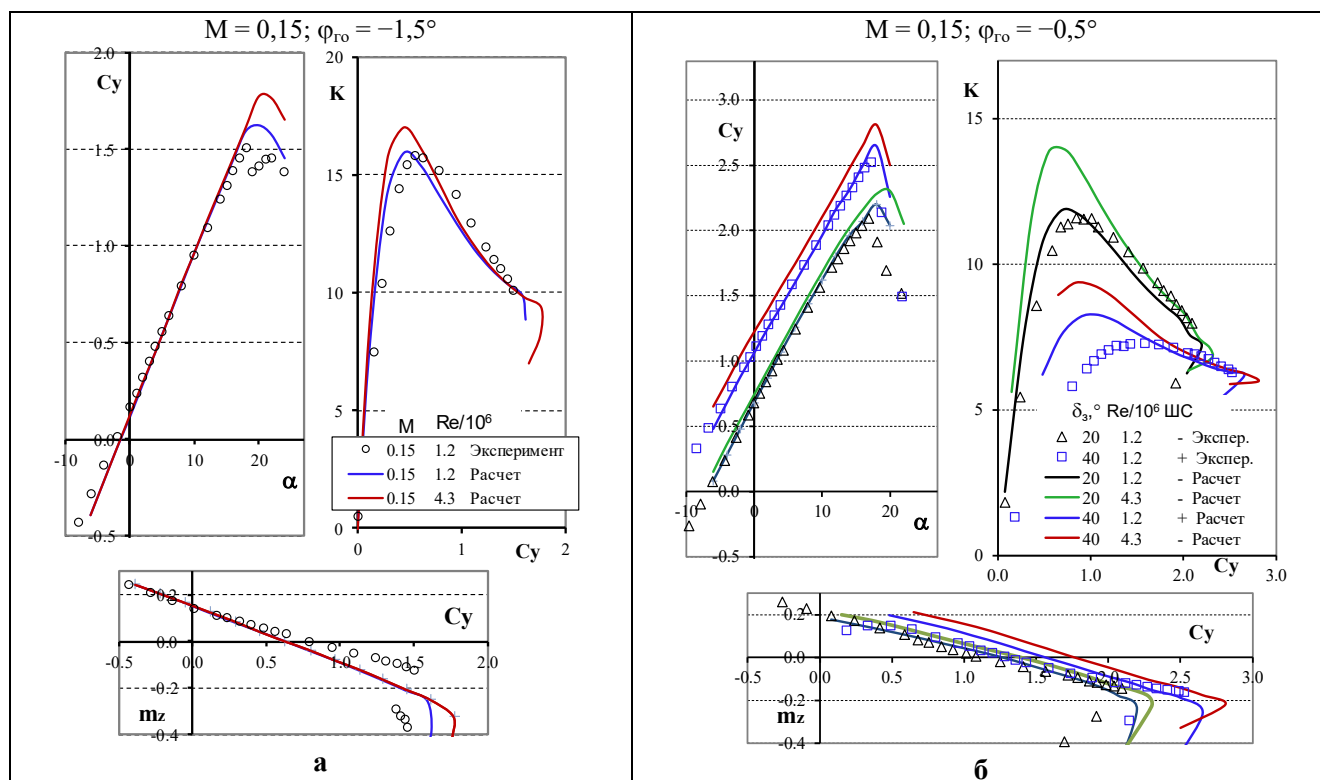 M = 0,15; φго = −1,5°
2.0
Cy
1.5
1.0
0.5
0.0
-10 0 10 20
α
-0.5
20
K
15
10
5
0
0 1 2
Cy
M Re/10⁶
0.15 1.2 Эксперимент
0.15 1.2 Расчет
0.15 4.3 Расчет
0.2
Cy
0.0
-0.5 0.0 0.5 1.0 1.5 2.0
-0.2
mz
-0.4
а
M = 0,15; φго = −0,5°
3.0
Cy
2.5
2.0
1.5
1.0
0.5
0.0
-10 0 10 20
α
-0.5
K
15
10
5
0
0.0 1.0 2.0 3.0
Cy
δз,° Re/10⁶ ШС
20 1.2 - Экспер.
40 1.2 + Экспер.
20 1.2 - Расчет
20 4.3 - Расчет
40 1.2 + Расчет
40 4.3 - Расчет
0.2
Cy
0.0
0.0 0.5 1.0 1.5 2.0 2.5 3.0
-0.2
mz
-0.4
б